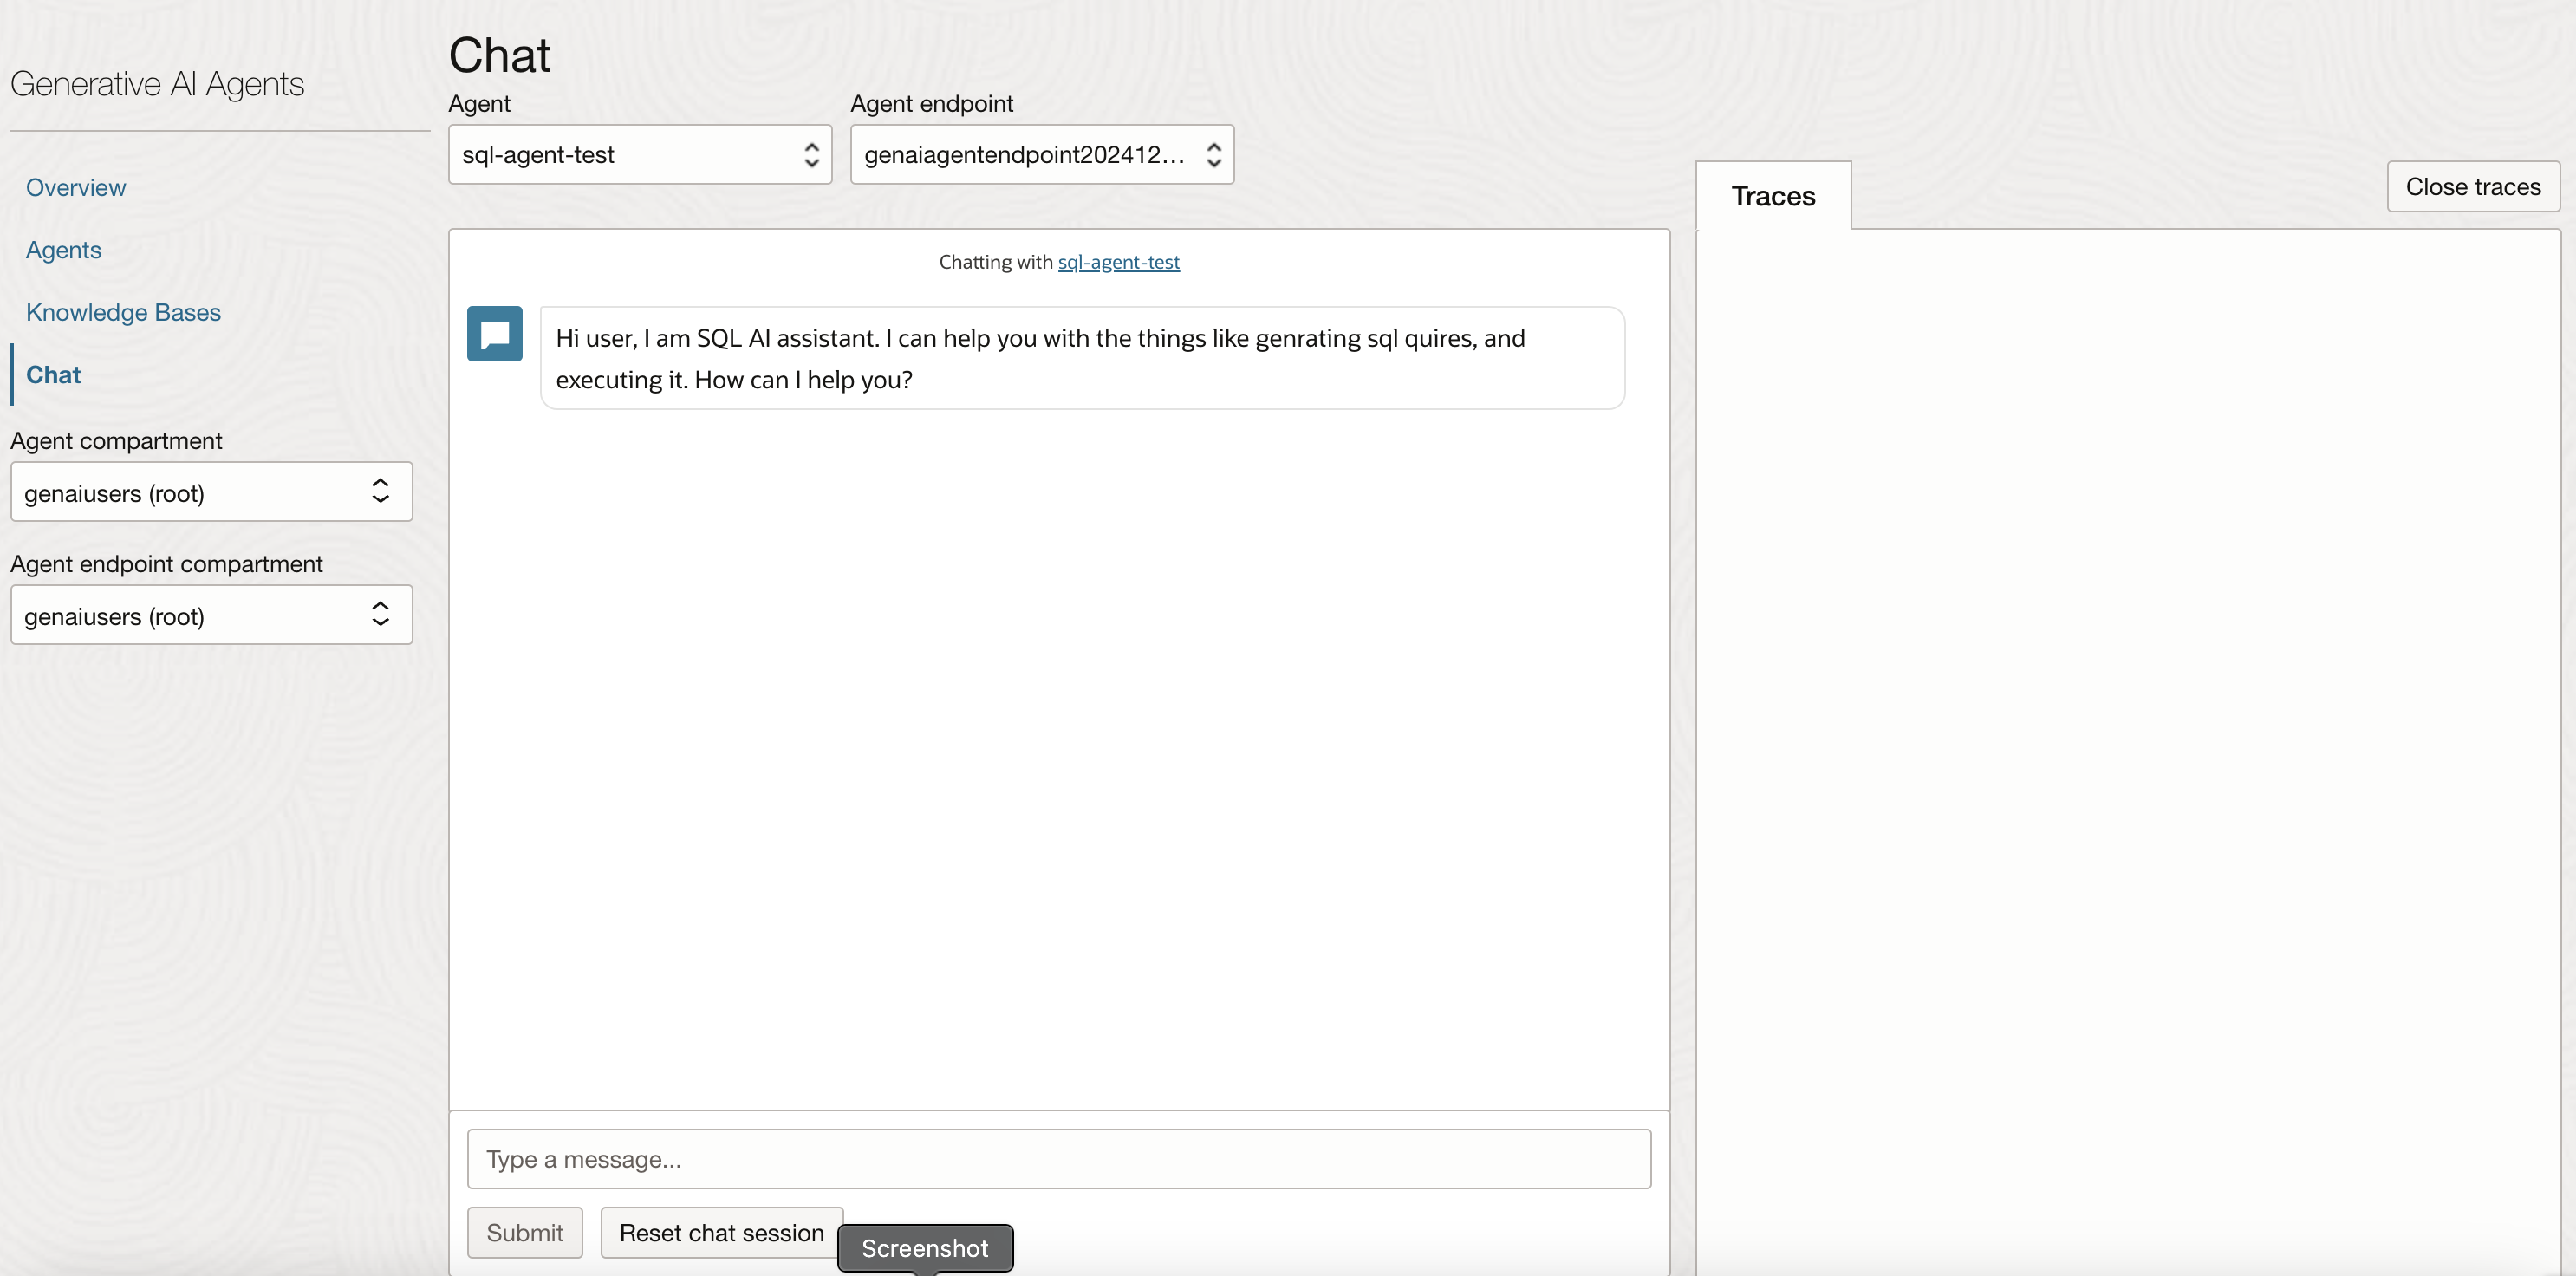 Generative AI Agents
Overview
Agents
Knowledge Bases
Chat
Agent compartment
genaiusers (root)
Agent endpoint compartment
genaiusers (root)
Chat
Agent
sql-agent-test
Agent endpoint
genaiagentendpoint202412...
Chatting with sql-agent-test
Hi user, I am SQL AI assistant. I can help you with the things like genrating sql quires, and
executing it. How can I help you?
Type a message...
Submit
Reset chat session
Screenshot
Traces
Close traces